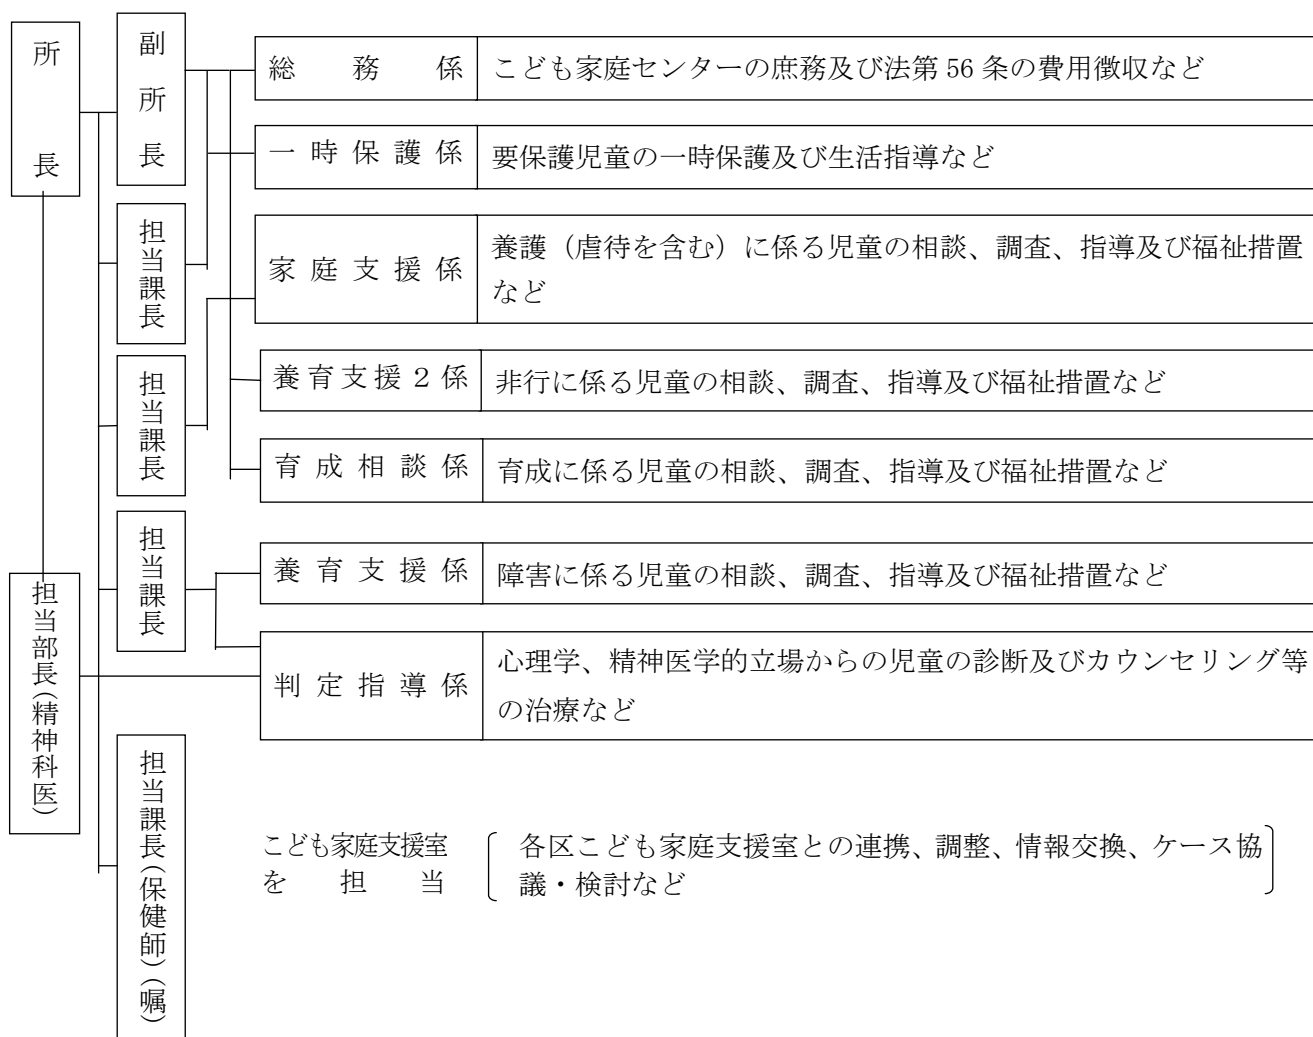 所長
副所長
総務係
こども家庭センターの庶務及び法第 56 条の費用徴収など
一時保護係
要保護児童の一時保護及び生活指導など
担当課長
家庭支援係
養護（虐待を含む）に係る児童の相談、調査、指導及び福祉措置
など
担当課長
養育支援２係
非行に係る児童の相談、調査、指導及び福祉措置など
育成相談係
育成に係る児童の相談、調査、指導及び福祉措置など
担当課長
養育支援係
障害に係る児童の相談、調査、指導及び福祉措置など
担当部長（精神科医）
判定指導係
心理学、精神医学的立場からの児童の診断及びカウンセリング等
の治療など
担当課長（保健師）（嘱）
こども家庭支援室
を担当
各区こども家庭支援室との連携、調整、情報交換、ケース協
議・検討など